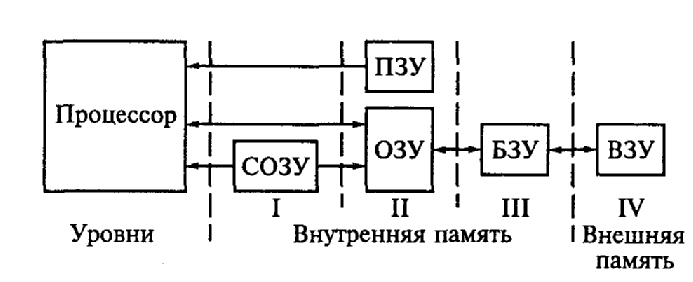 ПЗУ
Процессор
ОЗУ
БЗУ
ВЗУ
СОЗУ
I
II
III
IV
Уровни
Внутренняя память
Внешняя
память